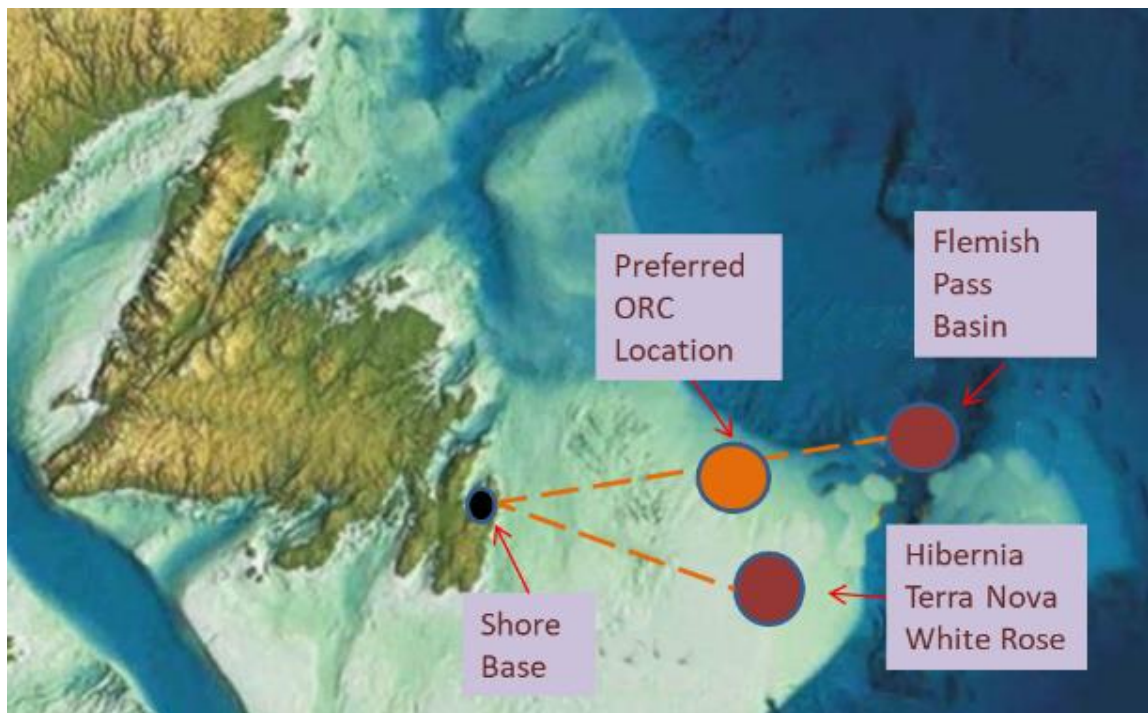 Preferred
ORC
Location
Flemish
Pass
Basin
Shore
Base
Hibernia
Terra Nova
White Rose